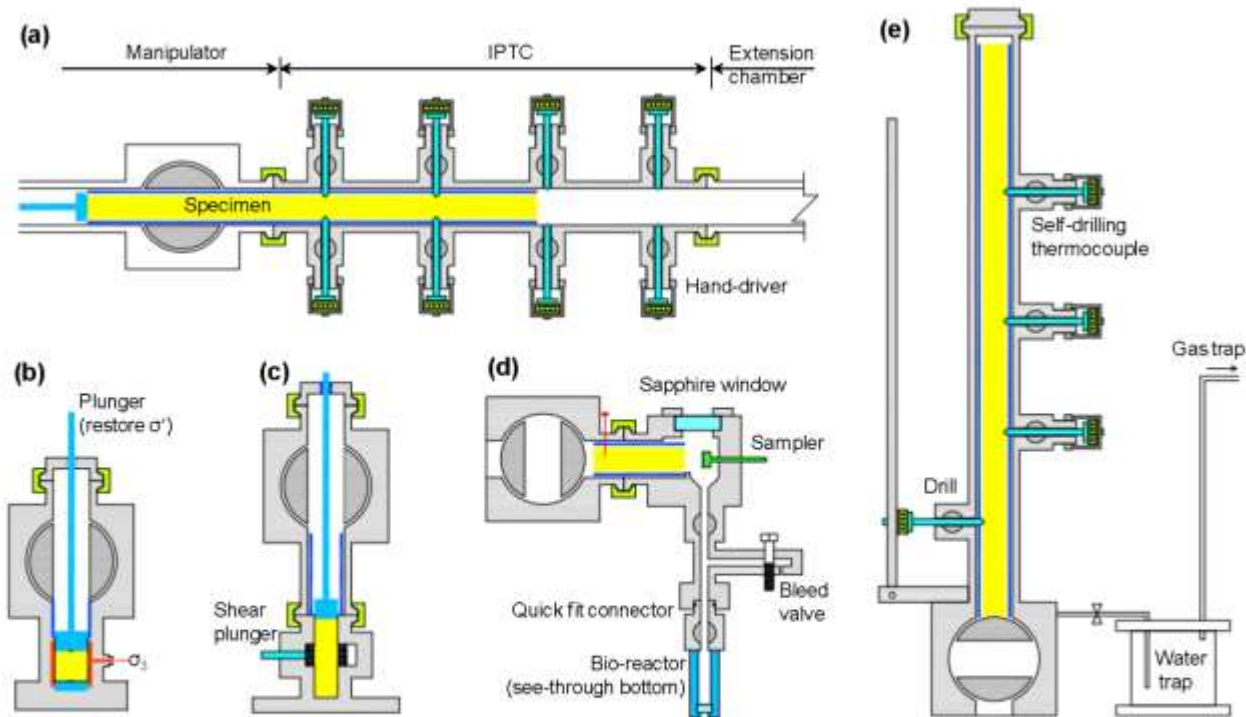 (a)
Manipulator
IPTC
Extension
chamber
Specimen
Hand-driver
(b)
Plunger
(restore σ')
σ₃
(c)
Shear
plunger
(d)
Sapphire window
Sampler
Bleed
valve
Quick fit connector
Bio-reactor
(see-through bottom)
(e)
Self-drilling
thermocouple
Gas trap
Drill
Water
trap